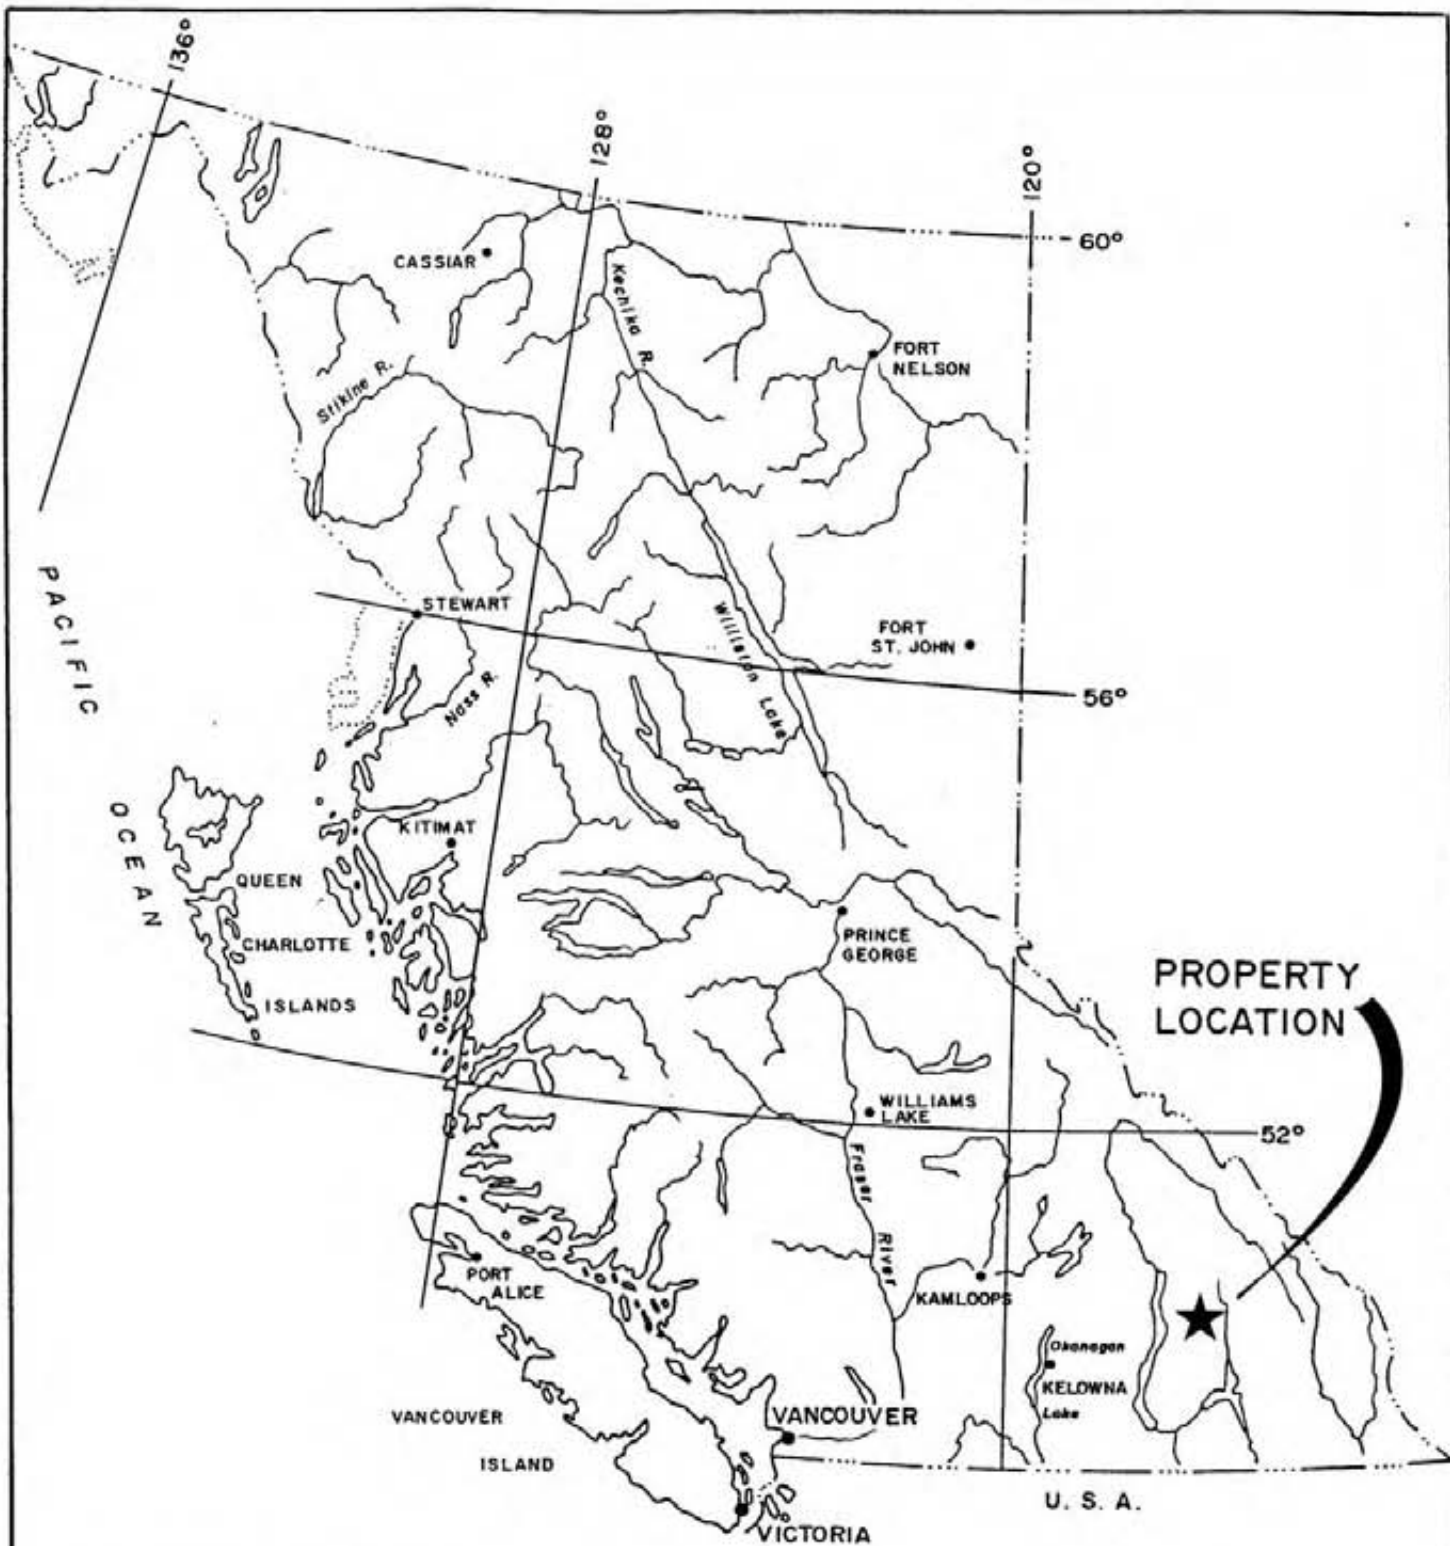 136°
128°
120°
60°
CASSIAR
Kechika R.
FORT
NELSON
Stikine R.
PACIFIC
OCEAN
STEWART
Nass R.
Williston Lake
FORT
ST. JOHN
56°
KITIMAT
QUEEN
CHARLOTTE
ISLANDS
PRINCE
GEORGE
PROPERTY
LOCATION
WILLIAMS
LAKE
52°
Fraser
River
PORT
ALICE
KAMLOOPS
Okanagan
KELOWNA
Lake
VANCOUVER
ISLAND
VANCOUVER
U. S. A.
VICTORIA